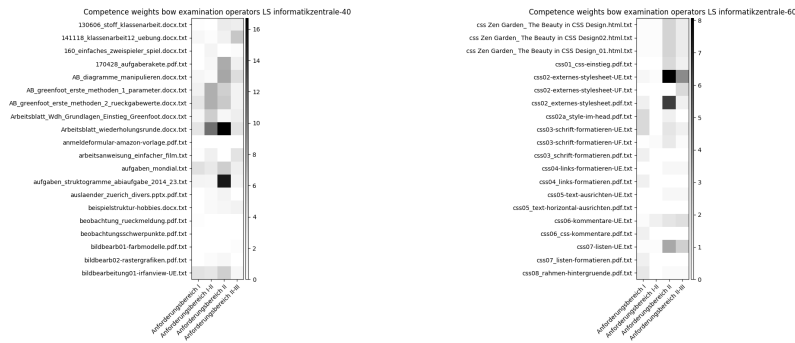 Competence weights bow examination operators LS informatikzentrale-40
130606_stoff_klassenarbeit.docx.txt
141118_klassenarbeit12_uebung.docx.txt
160_einfaches_zweispieler_spiel.docx.txt
170428_aufgaberakete.pdf.txt
AB_diagramme_manipulieren.docx.txt
AB_greenfoot_erste_methoden_1_parameter.docx.txt
AB_greenfoot_erste_methoden_2_rueckgabewerte.docx.txt
Arbeitsblatt_Wdh_Grundlagen_Einstieg_Greenfoot.docx.txt
Arbeitsblatt_wiederholungsrunde.docx.txt
anmeldeformular-amazon-vorlage.pdf.txt
arbeitsanweisung_einfacher_film.txt
aufgaben_mondial.txt
aufgaben_struktogramme_abiaufgabe_2014_23.txt
auslaender_zuerich_divers.pptx.pdf.txt
beispielstruktur-hobbies.docx.txt
beobachtung_rueckmeldung.pdf.txt
beobachtungsschwerpunkte.pdf.txt
bildbearb01-farbmodelle.pdf.txt
bildbearb02-rastergrafiken.pdf.txt
bildbearbeitung01-irfanview-UE.txt
Anforderungsbereich I
Anforderungsbereich I-II
Anforderungsbereich II
Anforderungsbereich II-III
16
14
12
10
8
6
4
2
0
Competence weights bow examination operators LS informatikzentrale-60
css Zen Garden_ The Beauty in CSS Design.html.txt
css Zen Garden_ The Beauty in CSS Design02.html.txt
css Zen Garden_ The Beauty in CSS Design_01.html.txt
css01_css-einstieg.pdf.txt
css02-externes-stylesheet-UE.txt
css02-externes-stylesheet-UF.txt
css02_externes-stylesheet.pdf.txt
css02a_style-im-head.pdf.txt
css03-schrift-formatieren-UE.txt
css03-schrift-formatieren-UF.txt
css03_schrift-formatieren.pdf.txt
css04-links-formatieren-UE.txt
css04_links-formatieren.pdf.txt
css05-text-ausrichten-UE.txt
css05_text-horizontal-ausrichten.pdf.txt
css06-kommentare-UE.txt
css06_css-kommentare.pdf.txt
css07-listen-UE.txt
css07_listen-formatieren.pdf.txt
css08_rahmen-hintergruende.pdf.txt
Anforderungsbereich I
Anforderungsbereich I-II
Anforderungsbereich II
Anforderungsbereich II-III
8
7
6
5
4
3
2
1
0